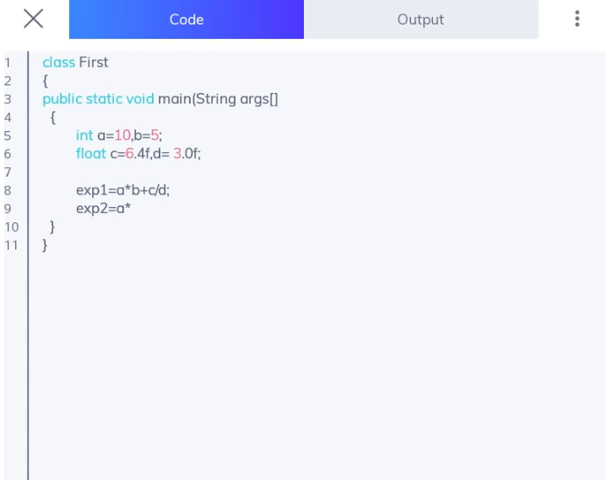 Code Output
1 class First
2 {
3 public static void main(String args[]
4 {
5 int a=10,b=5;
6 float c=6.4f,d= 3.0f;
7
8 exp1=a*b+c/d;
9 exp2=a*
10 }
11 }